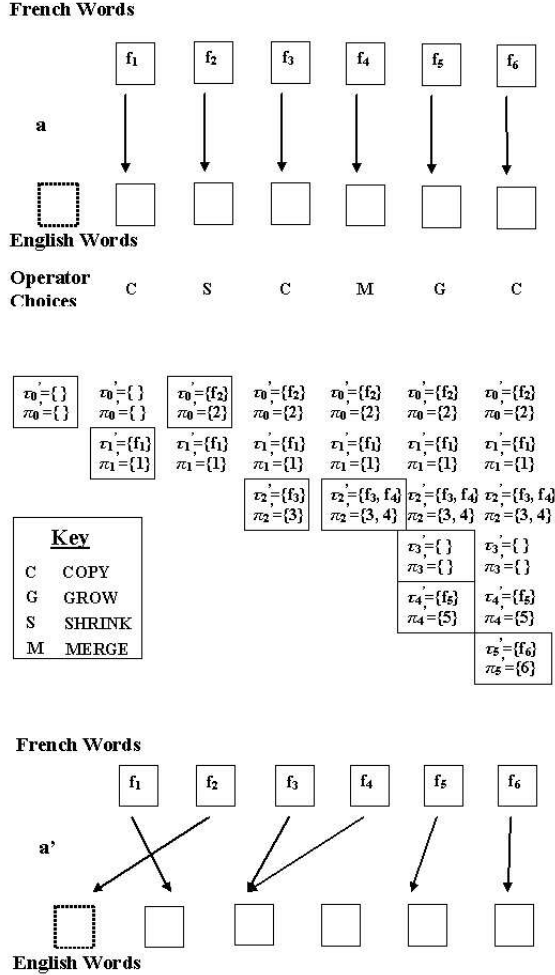 French Words
f1 f2 f3 f4 f5 f6
a
English Words
Operator
Choices
C S C M G C
τ0'={ } τ0'={ } τ0'={f2} τ0'={f2} τ0'={f2} τ0'={f2} τ0'={f2}
π0'={ } π0'={ } π0'={2} π0'={2} π0'={2} π0'={2} π0'={2}
τ1'={f1} τ1'={f1} τ1'={f1} τ1'={f1} τ1'={f1} τ1'={f1}
π1'={1} π1'={1} π1'={1} π1'={1} π1'={1} π1'={1}
τ2'={f3} τ2'={f3, f4} τ2'={f3, f4} τ2'={f3, f4}
π2'={3} π2'={3, 4} π2'={3, 4} π2'={3, 4}
τ3'={ } τ3'={ }
π3'={ } π3'={ }
τ4'={f5} τ4'={f5}
π4'={5} π4'={5}
τ5'={f6}
π5'={6}
Key
C COPY
G GROW
S SHRINK
M MERGE
French Words
f1 f2 f3 f4 f5 f6
a’
English Words